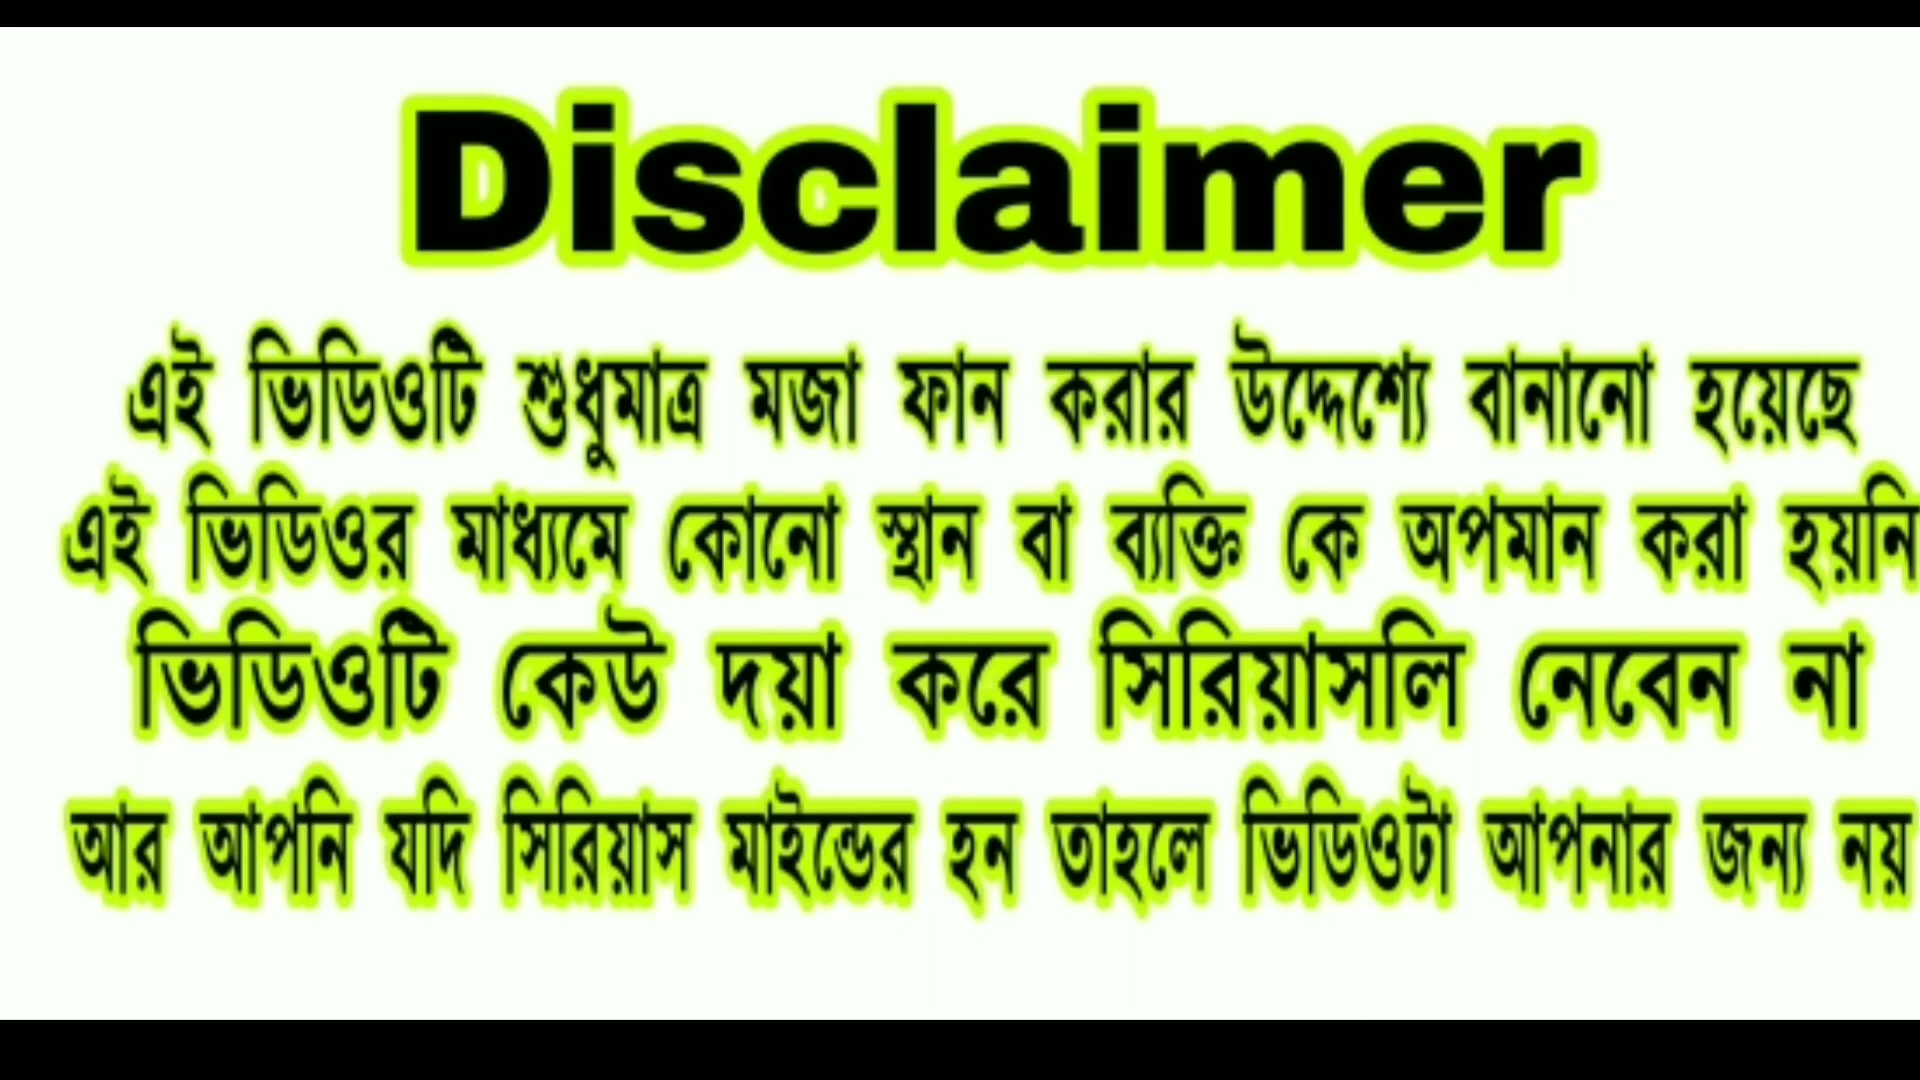 Disclaimer
এই ভিডিওটি শুধুমাত্র মজা ফান করার উদ্দেশ্যে বানানো হয়েছে
এই ভিডিওর মাধ্যমে কোনো স্থান বা ব্যক্তি কে অপমান করা হয়নি
ভিডিওটি কেউ দয়া করে সিরিয়াসলি নেবেন না
আর আপনি যদি সিরিয়াস মাইন্ডের হন তাহলে ভিডিওটা আপনার জন্য নয়